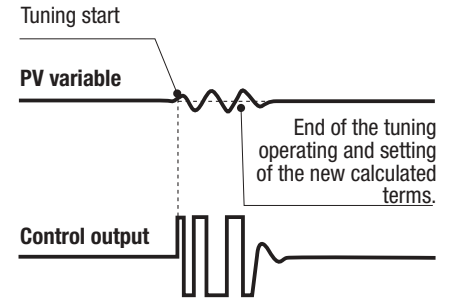 Tuning start
PV variable
End of the tuning
operating and setting
of the new calculated
terms.
Control output